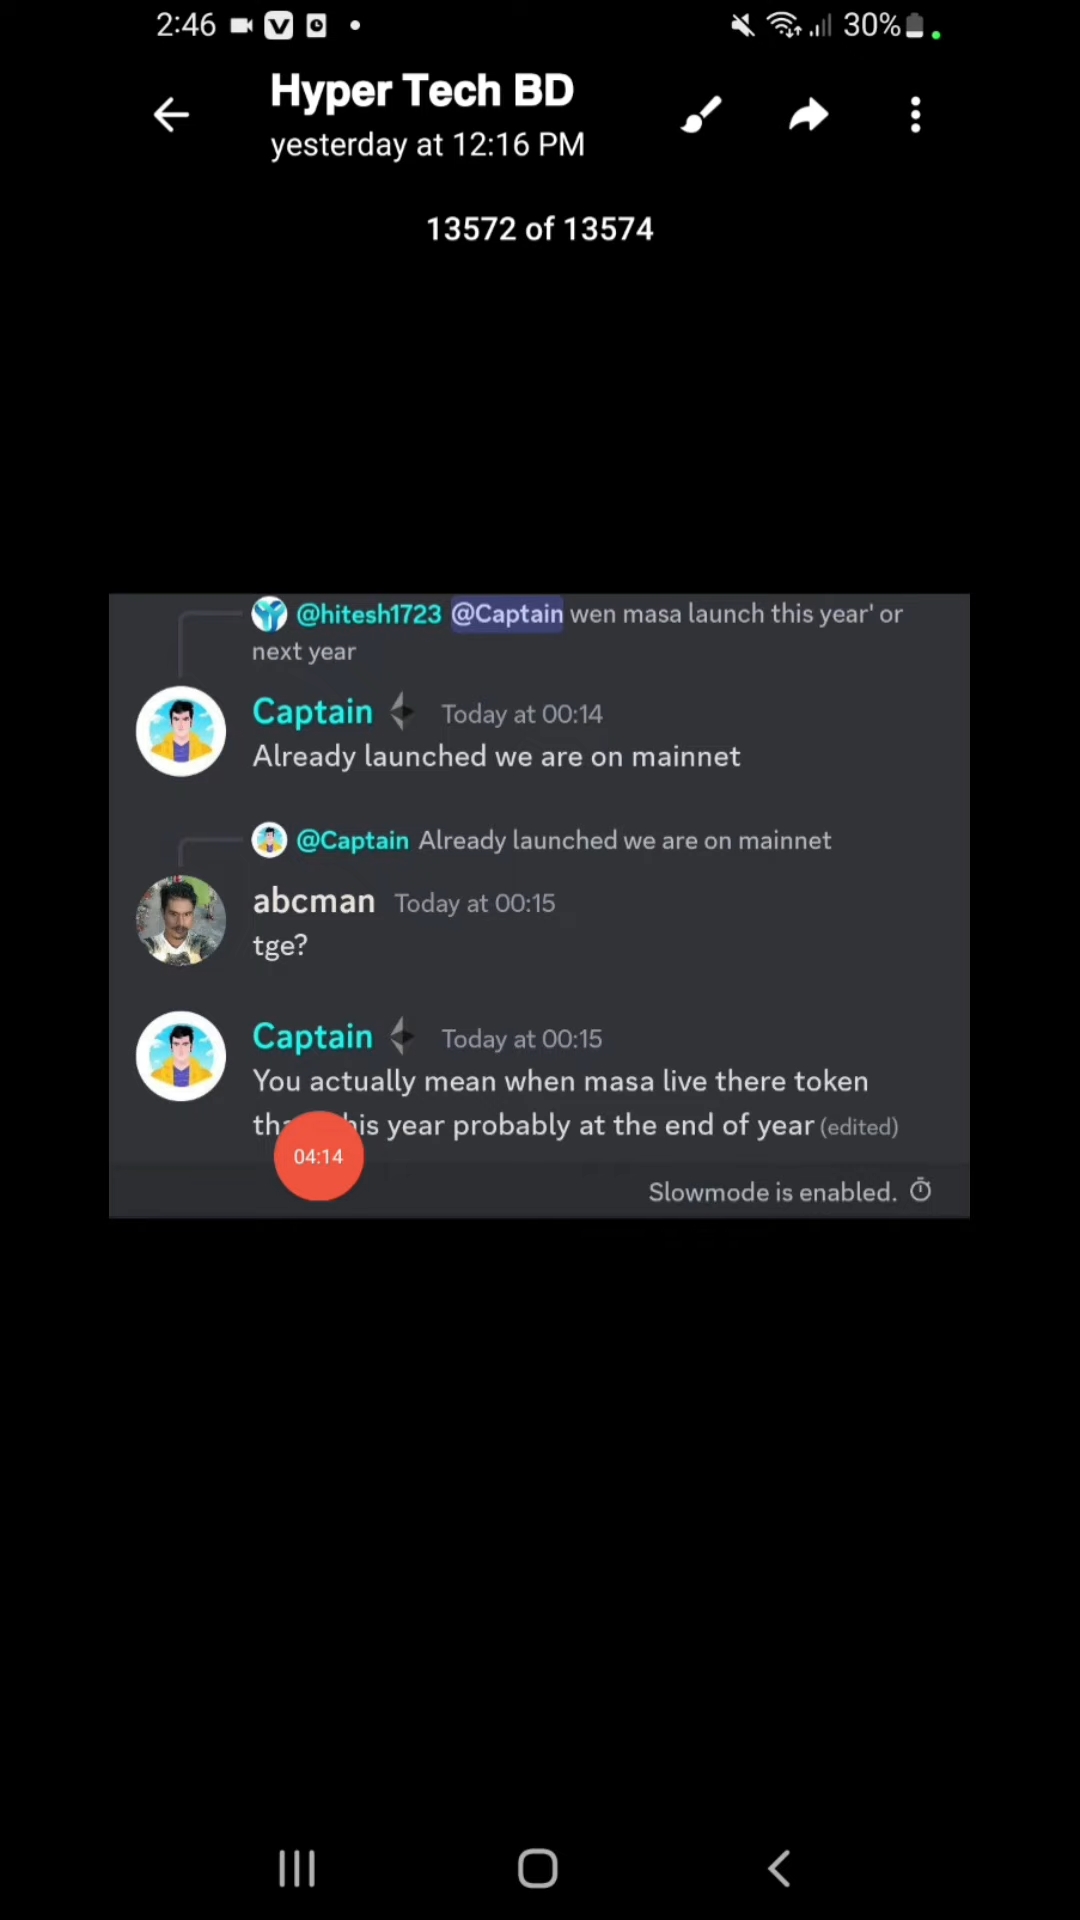 2:46 30%
Hyper Tech BD
yesterday at 12:16 PM
13572 of 13574
@hitesh1723 @Captain wen masa launch this year' or
next year
Captain Today at 00:14
Already launched we are on mainnet
@Captain Already launched we are on mainnet
abcman Today at 00:15
tge?
Captain Today at 00:15
You actually mean when masa live there token
year probably at the end of year (edited)
04:14
Slowmode is enabled.